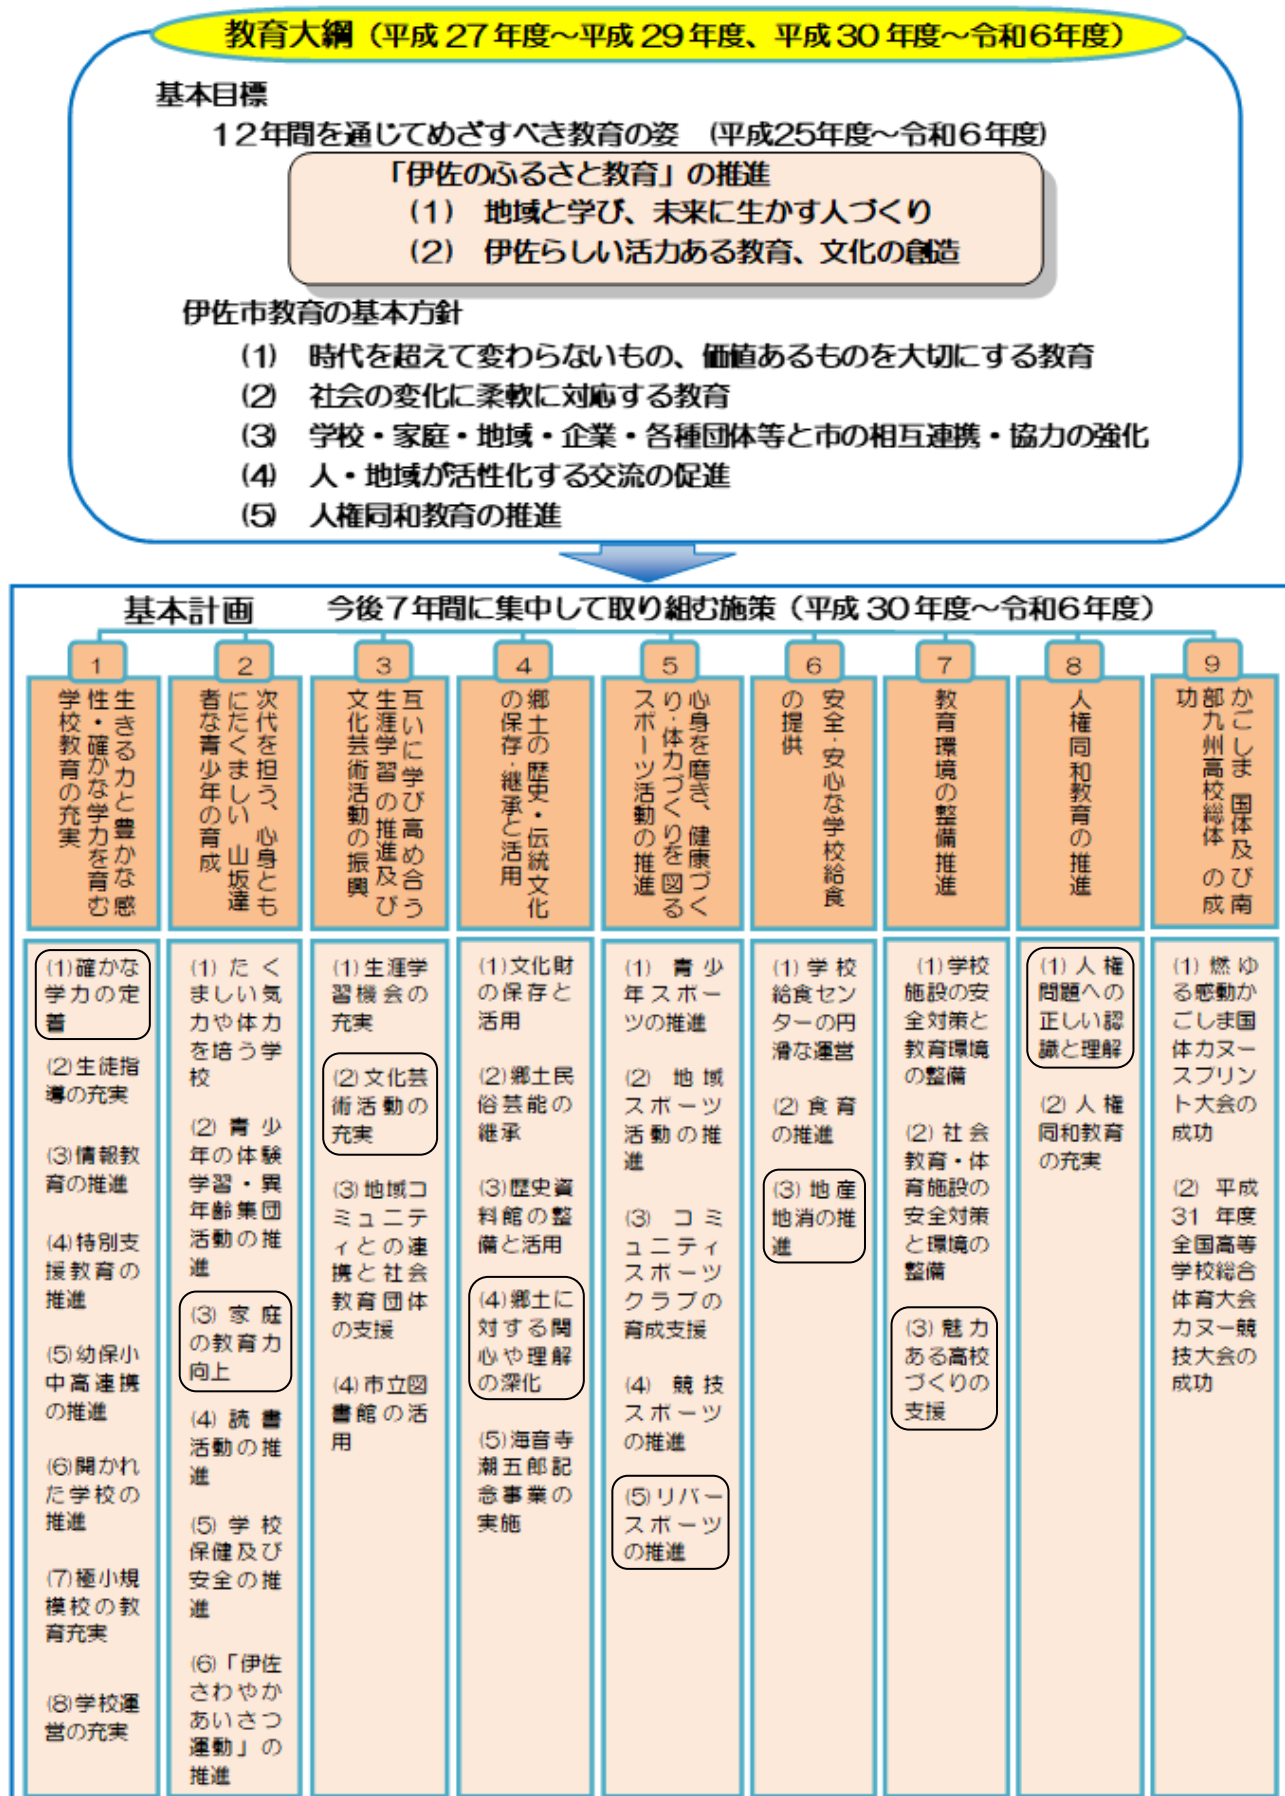 教育大綱（平成27年度～平成29年度、平成30年度～令和6年度）
基本目標
12年間を通じてめざすべき教育の姿　(平成25年度～令和6年度)
「伊佐のふるさと教育」の推進
(1)　地域と学び、未来に生かす人づくり
(2)　伊佐らしい活力ある教育、文化の創造
伊佐市教育の基本方針
(1)　時代を超えて変わらないもの、価値あるものを大切にする教育
(2)　社会の変化に柔軟に対応する教育
(3)　学校・家庭・地域・企業・各種団体等と市の相互連携・協力の強化
(4)　人・地域が活性化する交流の促進
(5)　人権同和教育の推進
基本計画　今後7年間に集中して取り組む施策（平成30年度～令和6年度）
1
生きる力と豊かな感
性・確かな学力を育む
学校教育の充実
(1)確かな
学力の定
着
(2)生徒指
導の充実
(3)情報教
育の推進
(4)特別支
援教育の
推進
(5)幼保小
中高連携
の推進
(6)開かれ
た学校の
推進
(7)極小規
模校の教
育充実
(8)学校運
営の充実
2
次代を担う、心身とも
にたくましい 山坂達
者な青少年の育成
(1)たく
ましい気
力や体力
を培う学
校
(2)青少
年の体験
学習・異
年齢集団
活動の推
進
(3)家庭
の教育力
向上
(4)読書
活動の推
進
(5)学校
保健及び
安全の推
進
(6)「伊佐
さわやか
あいさつ
運動」の
推進
3
互いに学び高め合う
生涯学習の推進及び
文化芸術活動の振興
(1)生涯学
習機会の
充実
(2)文化芸
術活動の
充実
(3)地域コ
ミュニテ
ィとの連
携と社会
教育団体
の支援
(4)市立図
書館の活
用
4
郷土の歴史・伝統文化
の保存・継承と活用
(1)文化財
の保存と
活用
(2)郷土民
俗芸能の
継承
(3)歴史資
料館の整
備と活用
(4)郷土に
対する関
心や理解
の深化
(5)海音寺
潮五郎記
念事業の
実施
5
心身を磨き、健康づく
り・体力づくりを図る
スポーツ活動の推進
(1)青少
年スポー
ツの推進
(2)地域
スポーツ
活動の推
進
(3)コミ
ュニティ
スポーツ
クラブの
育成支援
(4)競技
スポーツ
の推進
(5)リバー
スポーツ
の推進
6
安全・安心な学校給食
の提供
(1)学校
給食セン
ターの円
滑な運営
(2)食育
の推進
(3)地産
地消の推
進
7
教育環境の整備推進
(1)学校
施設の安
全対策と
教育環境
の整備
(2)社会
教育・体
育施設の
安全対策
と環境の
整備
(3)魅力
ある高校
づくりの
支援
8
人権同和教育の推進
(1)人権
問題への
正しい認
識と理解
(2)人権
同和教育
の充実
9
かごしま 国体及び南
部九州高校総体 の成
功
(1)燃ゆ
る感動か
ごしま国
体カヌー
スプリン
ト大会の
成功
(2)平成
31年度
全国高等
学校総合
体育大会
カヌー競
技大会の
成功